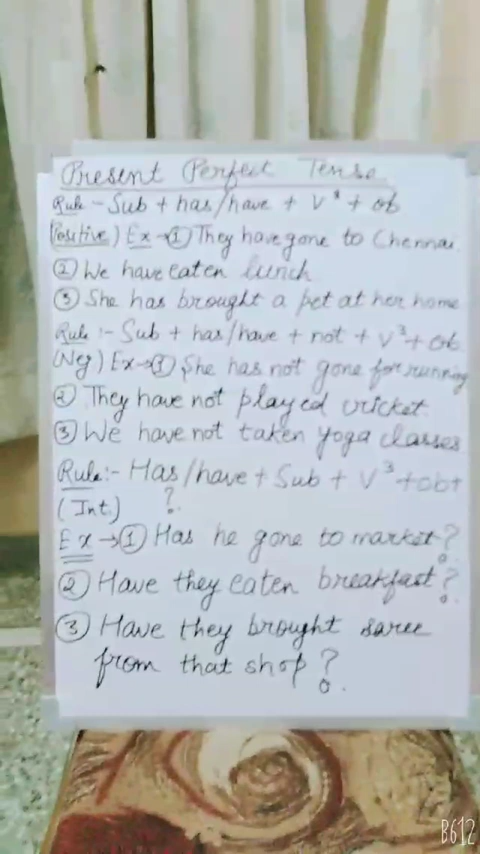 Present Perfect Tense
Rule - Sub + has/have + V³ + ob
(Positive) Ex → ① They have gone to Chennai.
② We have eaten lunch
③ She has brought a pet at her home
Rule :- Sub + has/have + not + V³ + ob
(Neg) Ex → ① She has not gone for running
② They have not played cricket.
③ We have not taken yoga classes
Rule:- Has/have + Sub + V³ + ob +
(Int.) ?
Ex → ① Has he gone to market?
② Have they eaten breakfast?
③ Have they brought saree
from that shop?
B612